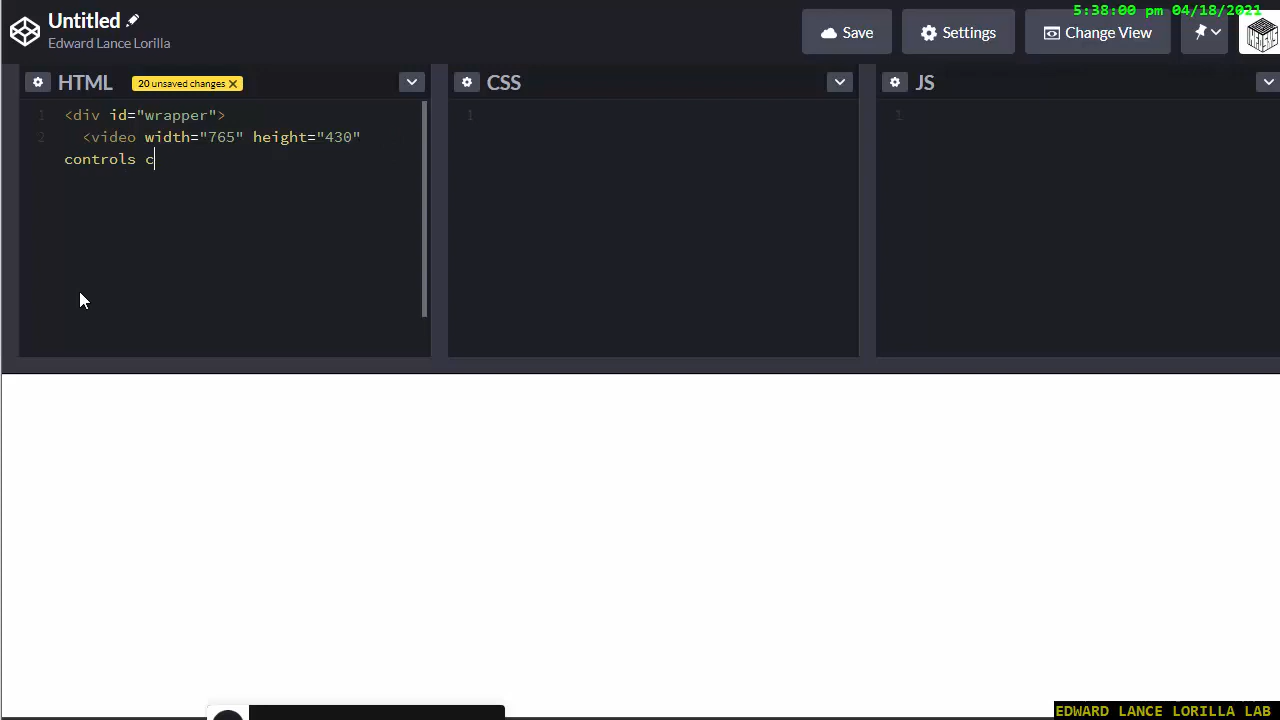 5:38:00 pm 04/18/2021
Untitled
Edward Lance Lorilla
Save
Settings
Change View
HTML
20 unsaved changes
CSS
JS
1 <div id="wrapper">
2 <video width="765" height="430"
controls c
1
1
EDWARD LANCE LORILLA LAB